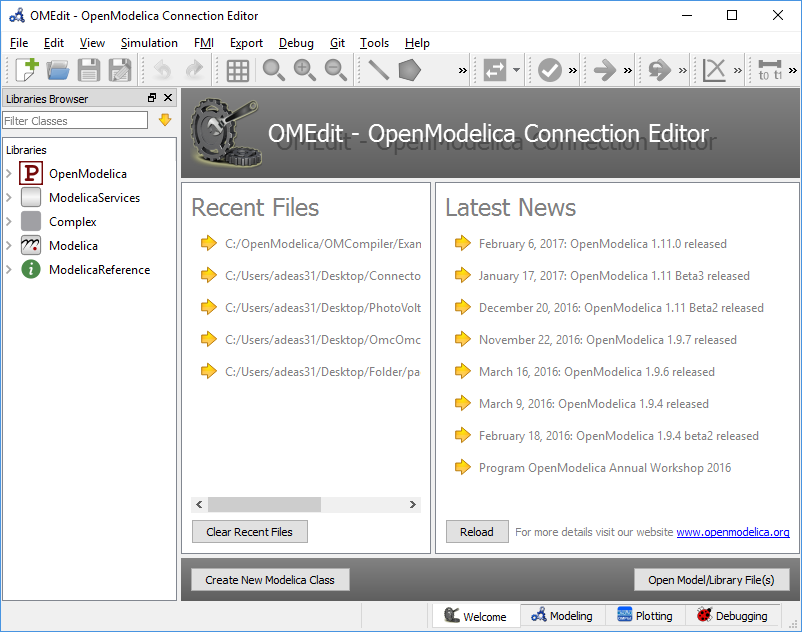 OMEdit - OpenModelica Connection Editor
File Edit View Simulation FMI Export Debug Git Tools Help
t0 t1
Libraries Browser
Filter Classes
Libraries
P OpenModelica
ModelicaServices
Complex
Modelica
i ModelicaReference
OMEdit - OpenModelica Connection Editor
Recent Files
C:/OpenModelica/OMCompiler/Exan
C:/Users/adeas31/Desktop/Connecto
C:/Users/adeas31/Desktop/PhotoVolt
C:/Users/adeas31/Desktop/OmcOmc
C:/Users/adeas31/Desktop/Folder/pa
Clear Recent Files
Latest News
February 6, 2017: OpenModelica 1.11.0 released
January 17, 2017: OpenModelica 1.11 Beta3 released
December 20, 2016: OpenModelica 1.11 Beta2 released
November 22, 2016: OpenModelica 1.9.7 released
March 16, 2016: OpenModelica 1.9.6 released
March 9, 2016: OpenModelica 1.9.4 released
February 18, 2016: OpenModelica 1.9.4 beta2 released
Program OpenModelica Annual Workshop 2016
Reload For more details visit our website www.openmodelica.org
Create New Modelica Class Open Model/Library File(s)
Welcome Modeling Plotting Debugging